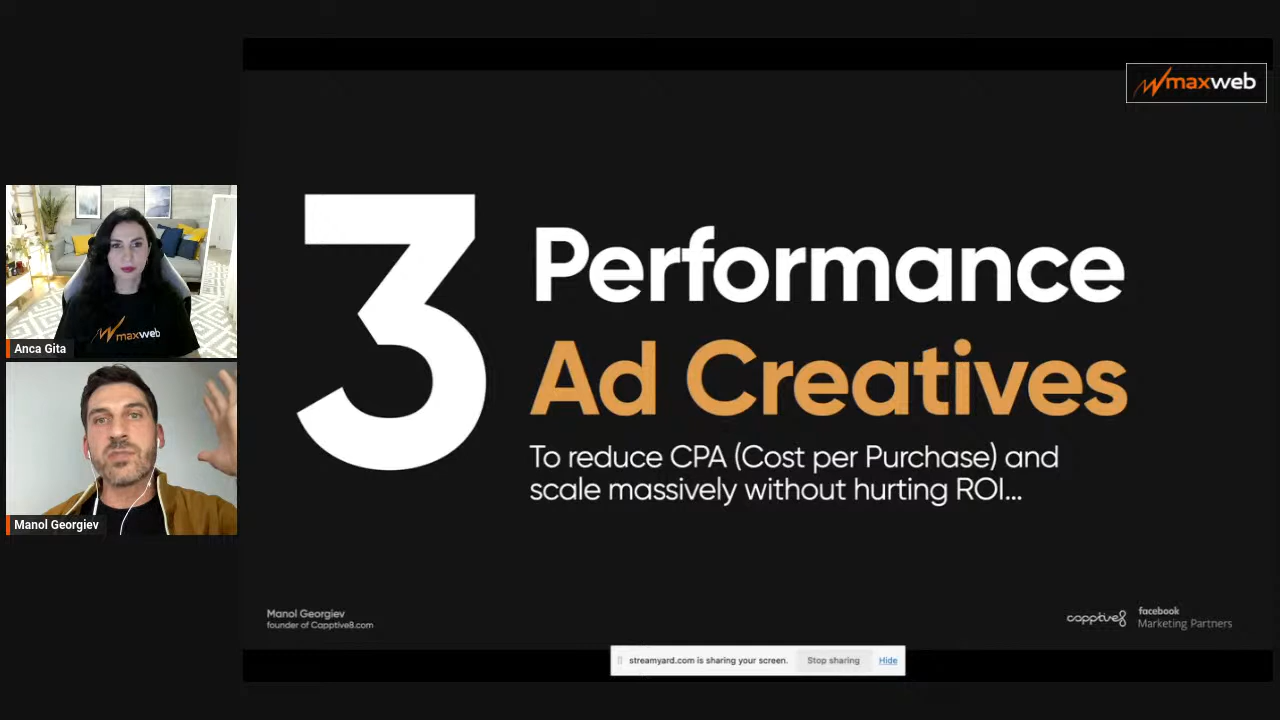 maxweb
3
Performance
Ad Creatives
To reduce CPA (Cost per Purchase) and
scale massively without hurting ROI...
maxweb
Anca Gita
Manol Georgiev
Manol Georgiev
founder of Capptive8.com
capptive8
facebook
Marketing Partners
streamyard.com is sharing your screen.
Stop sharing
Hide